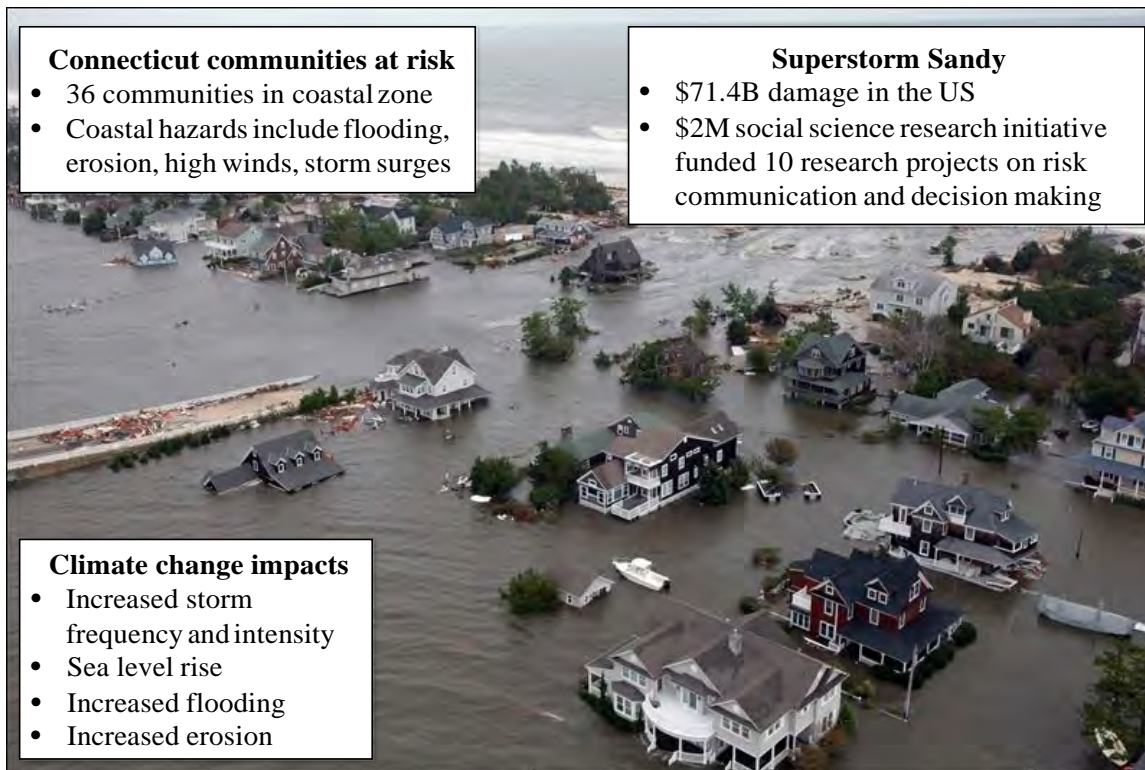 Connecticut communities at risk
• 36 communities in coastal zone
• Coastal hazards include flooding,
erosion, high winds, storm surges
Superstorm Sandy
• $71.4B damage in the US
• $2M social science research initiative
funded 10 research projects on risk
communication and decision making
Climate change impacts
• Increased storm
frequency and intensity
• Sea level rise
• Increased flooding
• Increased erosion